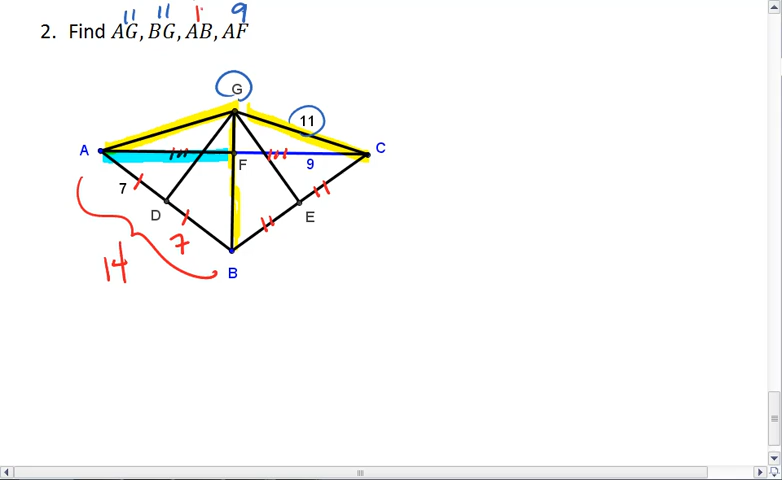 11 11 1 9
2. Find AG, BG, AB, AF
G
11
A
C
F
9
7
D
E
7
14
B